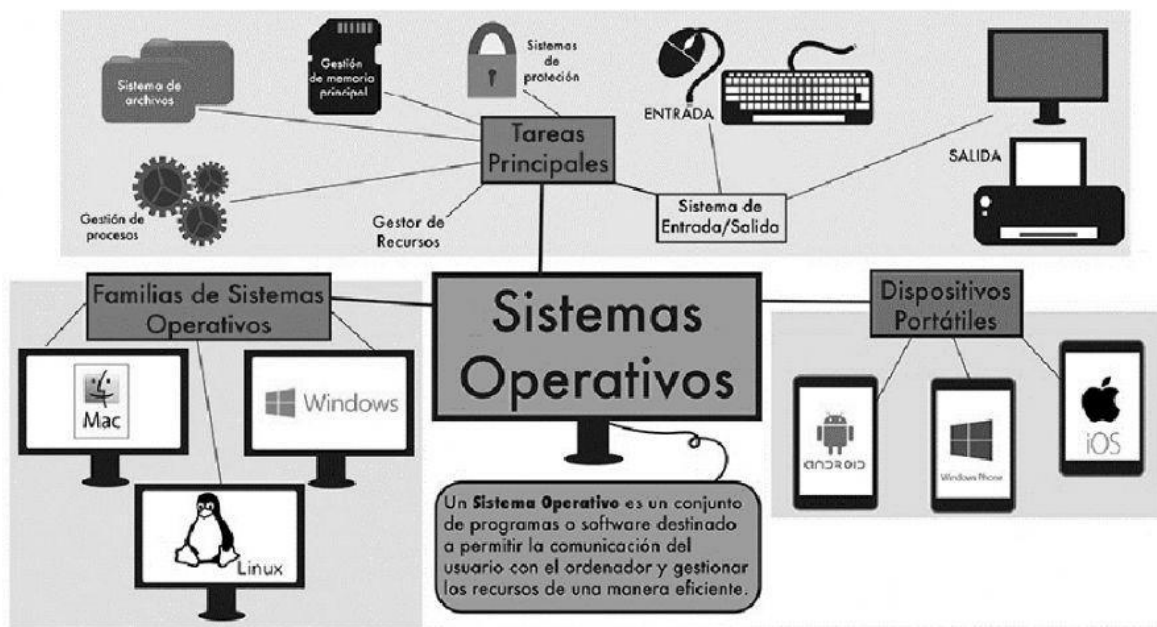 Sistema de
archivos
Gestión
de memoria
principal
Sistemas
de
proteción
ENTRADA
SALIDA
Tareas
Principales
Gestión de
procesos
Gestor de
Recursos
Sistema de
Entrada/Salida
Familias de Sistemas
Operativos
Sistemas
Operativos
Dispositivos
Portátiles
Mac
Windows
Linux
ANDROID
Windows Phone
iOS
Un Sistema Operativo es un conjunto
de programas o software destinado
a permitir la comunicación del
usuario con el ordenador y gestionar
los recursos de una manera eficiente.